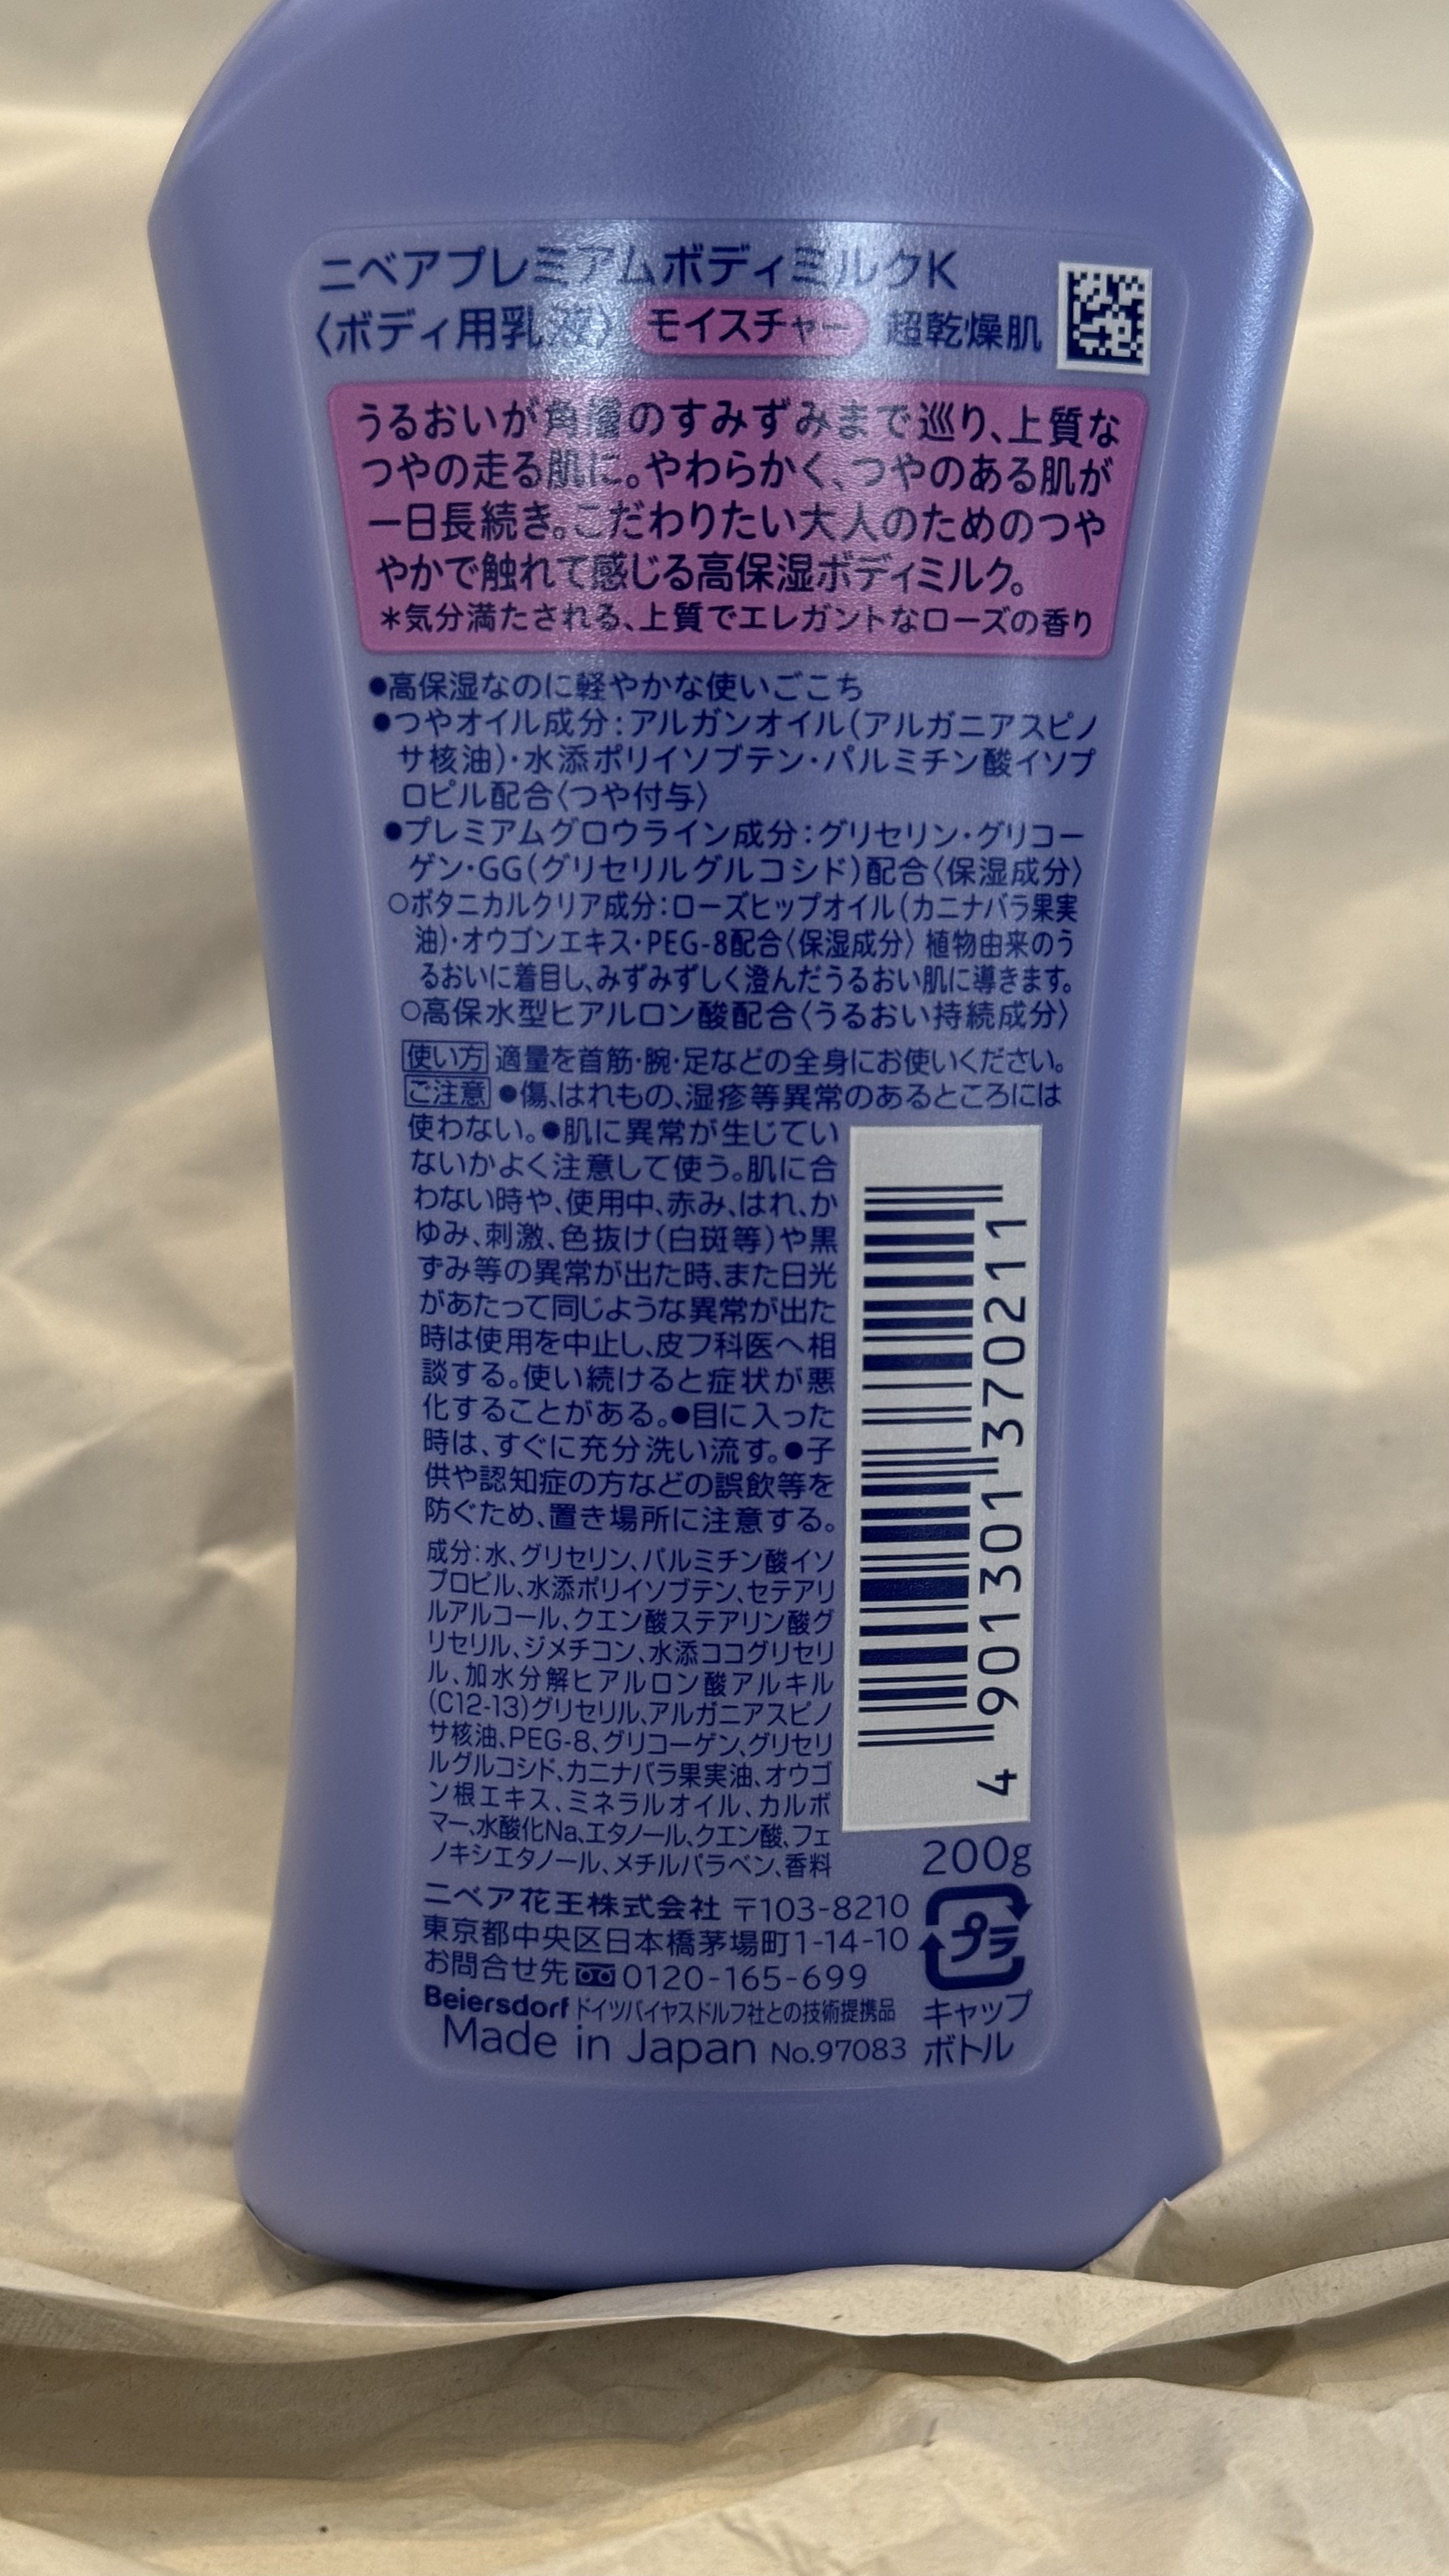 ニベアプレミアムボディミルクK
〈ボディ用乳液〉 モイスチャー 超乾燥肌
うるおいが角層のすみずみまで巡り、上質な
つやの走る肌に。やわらかく、つやのある肌が
一日長続き。こだわりたい大人のためのつや
やかで触れて感じる高保湿ボディミルク。
*気分満たされる、上質でエレガントなローズの香り
●高保湿なのに軽やかな使いごこち
●つやオイル成分:アルガンオイル(アルガニアスピノ
サ核油)・水添ポリイソブテン・パルミチン酸イソプ
ロピル配合〈つや付与〉
●プレミアムグロウライン成分:グリセリン・グリコー
ゲン・GG(グリセリルグルコシド)配合〈保湿成分〉
○ボタニカルクリア成分:ローズヒップオイル(カニナバラ果実
油)・オウゴンエキス・PEG-8配合〈保湿成分〉 植物由来のう
るおいに着目し、みずみずしく澄んだうるおい肌に導きます。
○高保水型ヒアルロン酸配合〈うるおい持続成分〉
使い方 適量を首筋・腕・足などの全身にお使いください。
ご注意 ●傷、はれもの、湿疹等異常のあるところには
使わない。●肌に異常が生じてい
ないかよく注意して使う。肌に合
わない時や、使用中、赤み、はれ、か
ゆみ、刺激、色抜け(白斑等)や黒
ずみ等の異常が出た時、また日光
があたって同じような異常が出た
時は使用を中止し、皮フ科医へ相
談する。使い続けると症状が悪
化することがある。●目に入った
時は、すぐに充分洗い流す。●子
供や認知症の方などの誤飲等を
防ぐため、置き場所に注意する。
成分:水、グリセリン、パルミチン酸イソ
プロピル、水添ポリイソブテン、セテアリ
ルアルコール、クエン酸ステアリン酸グ
リセリル、ジメチコン、水添ココグリセリ
ル、加水分解ヒアルロン酸アルキル
(C12-13)グリセリル、アルガニアスピノ
サ核油、PEG-8、グリコーゲン、グリセリ
ルグルコシド、カニナバラ果実油、オウゴ
ン根エキス、ミネラルオイル、カルボ
マー、水酸化Na、エタノール、クエン酸、フェ
ノキシエタノール、メチルパラベン、香料
4 901301 370211
200g
ニベア花王株式会社 〒103-8210
東京都中央区日本橋茅場町1-14-10
お問合せ先 0120-165-699
Beiersdorf ドイツバイヤスドルフ社との技術提携品
Made in Japan No.97083
プラ
キャップ
ボトル